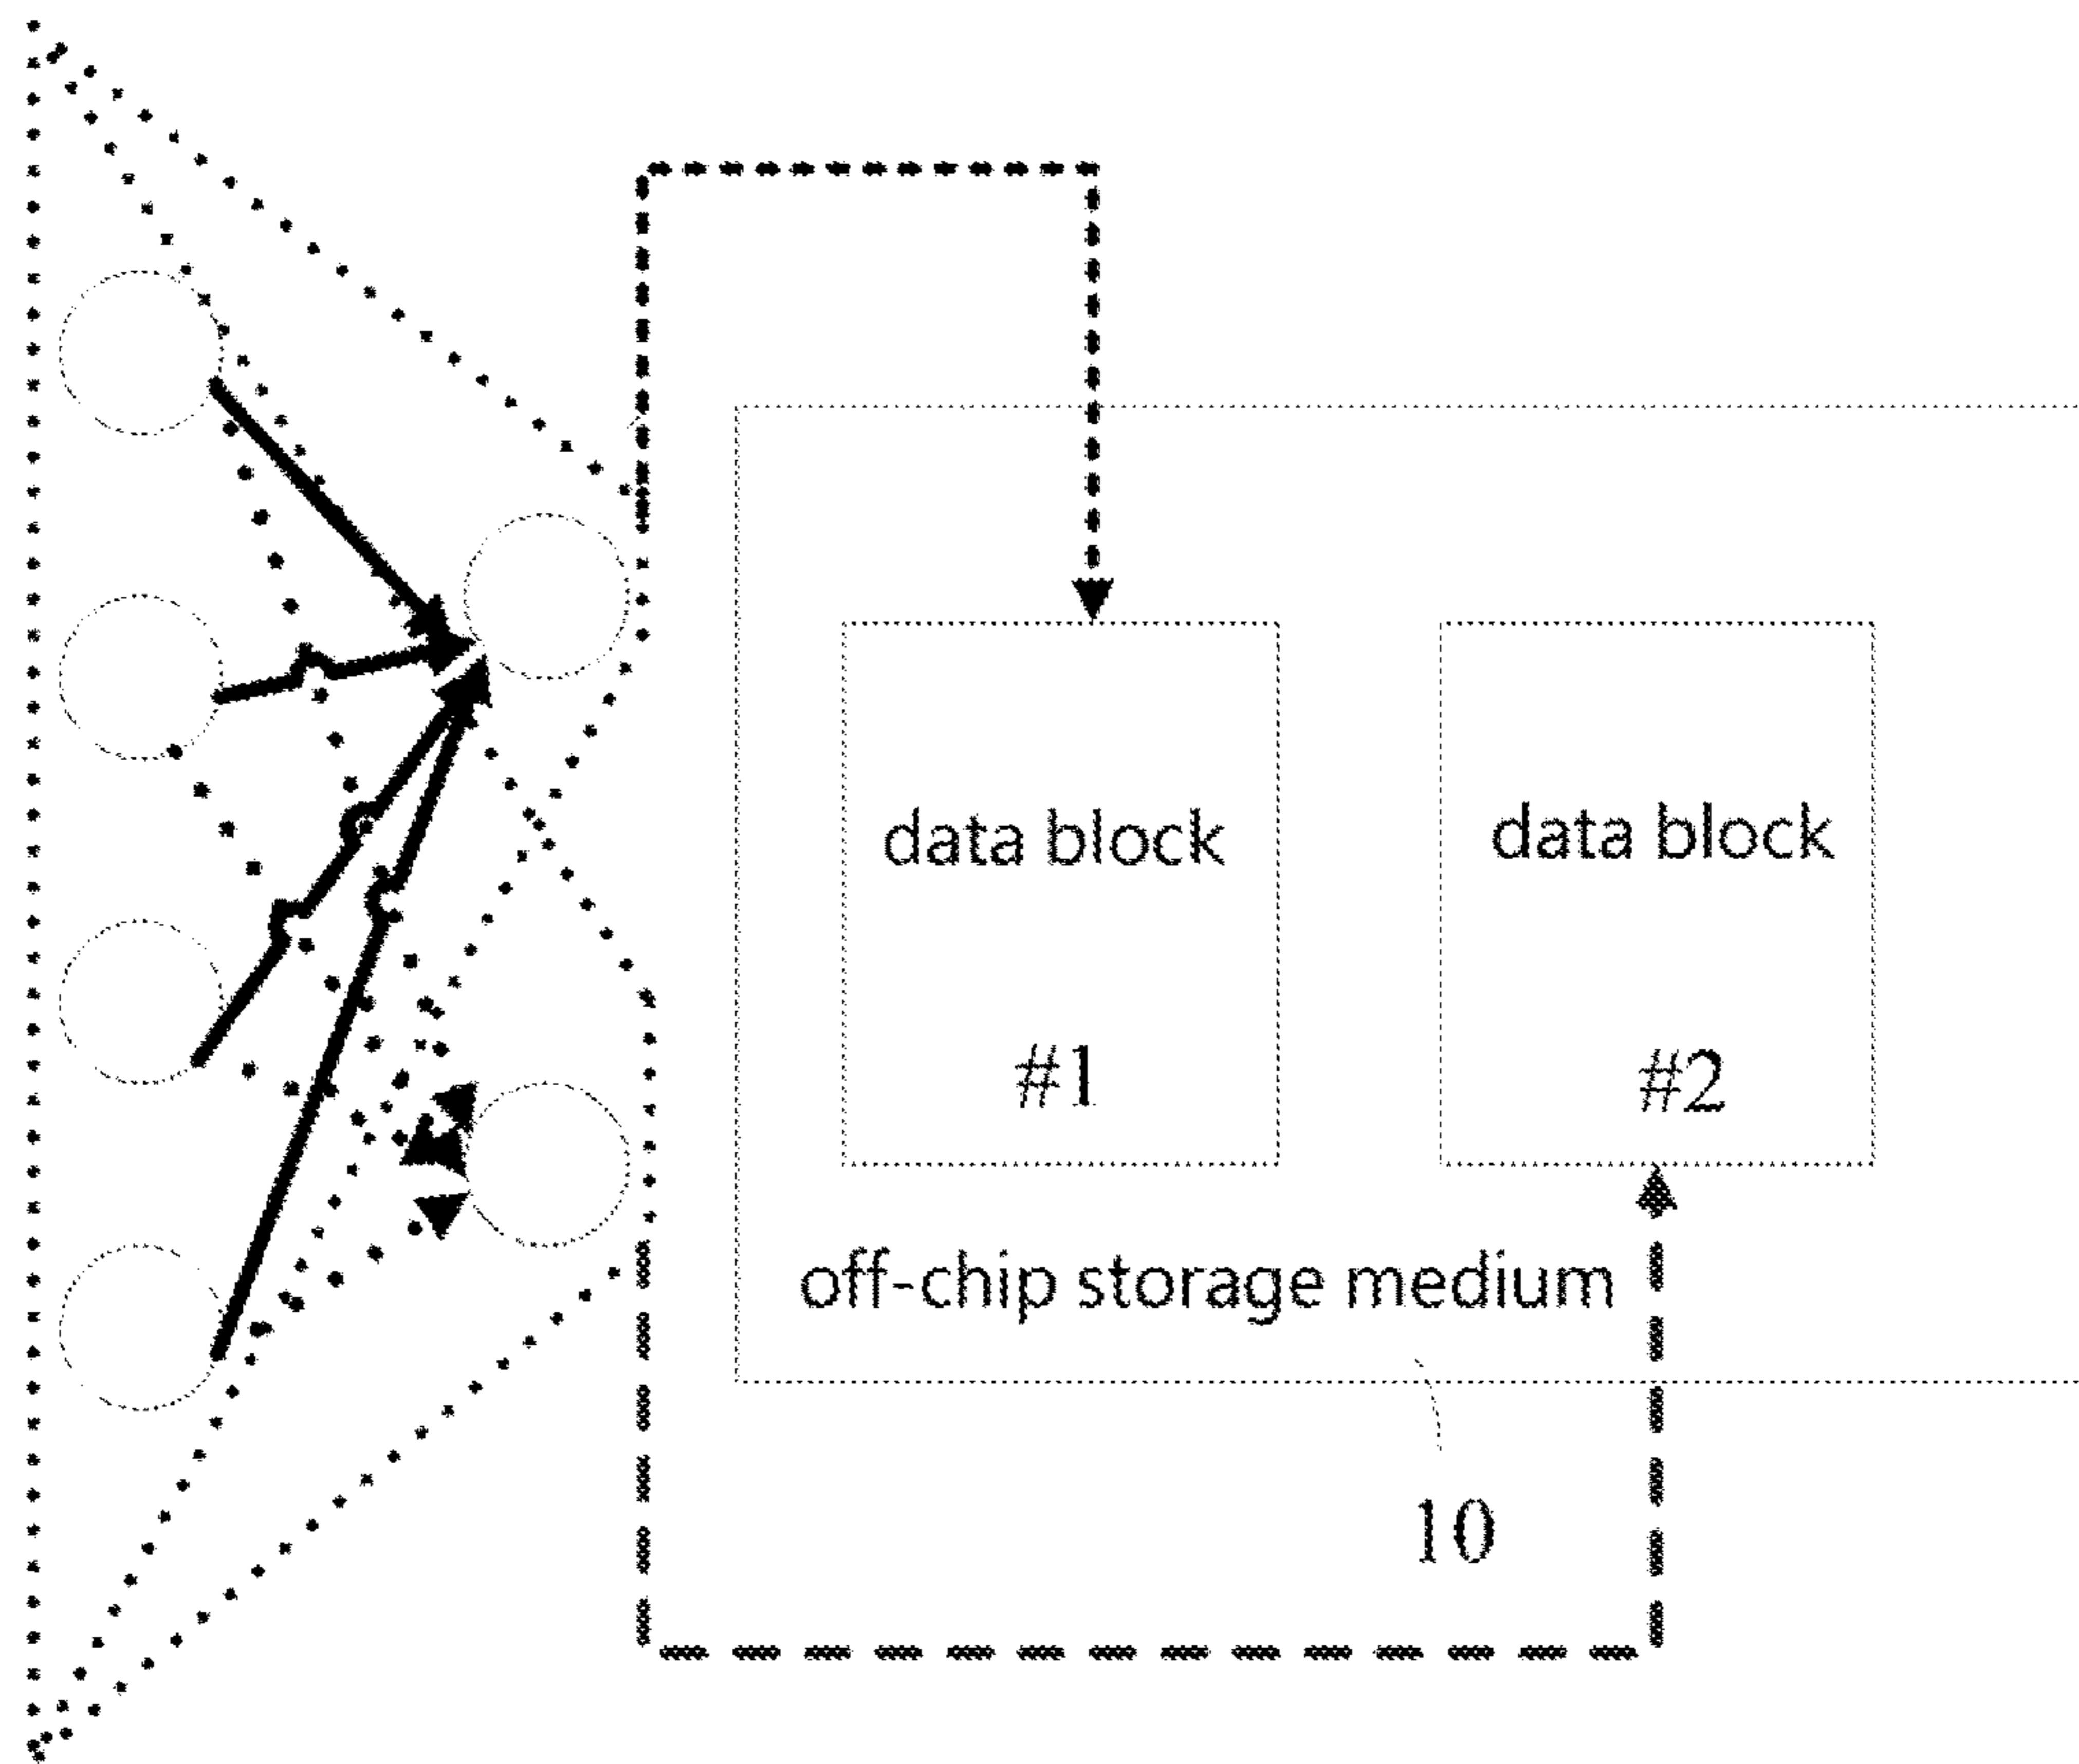 data block
#1
data block
#2
off-chip storage medium
10